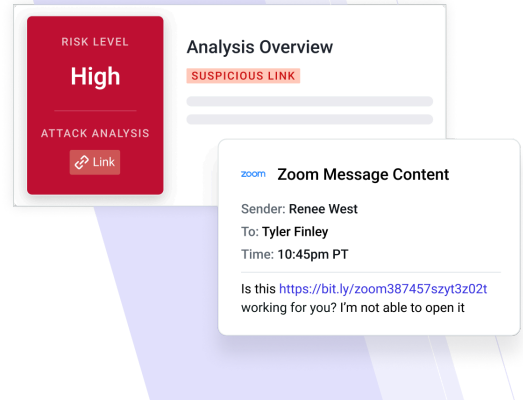 RISK LEVEL
High
ATTACK ANALYSIS
Link
Analysis Overview
SUSPICIOUS LINK
zoom Zoom Message Content
Sender: Renee West
To: Tyler Finley
Time: 10:45pm PT
Is this https://bit.ly/zoom387457szyt3z02t
working for you? I’m not able to open it